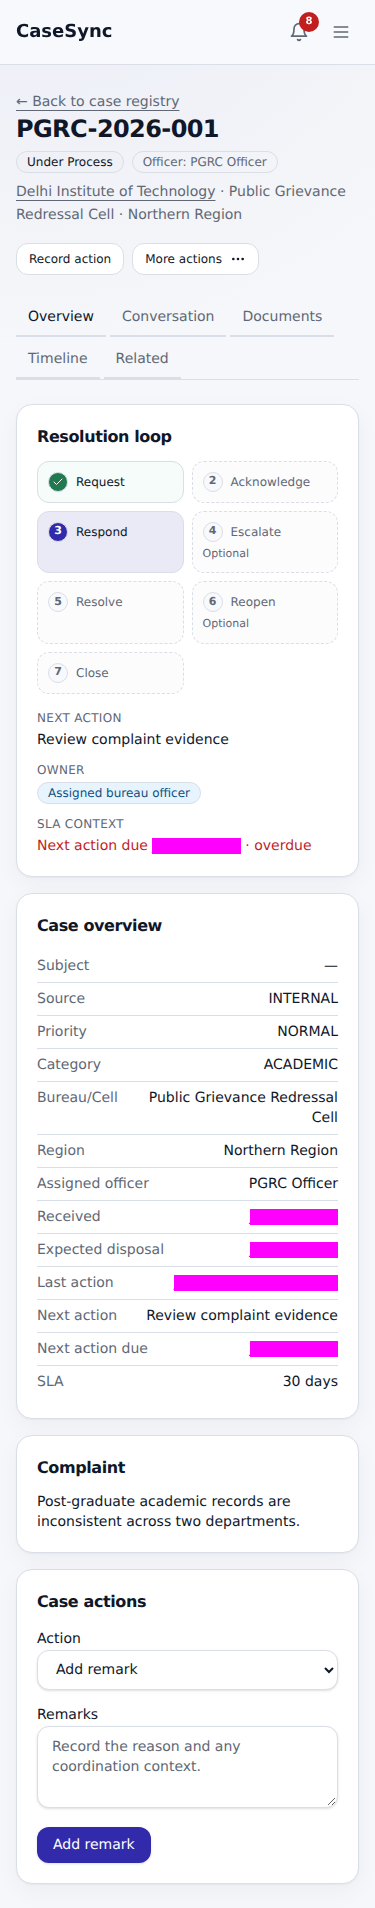 CaseSync
8
← Back to case registry
PGRC-2026-001
Under Process
Officer: PGRC Officer
Delhi Institute of Technology · Public Grievance
Redressal Cell · Northern Region
Record action
More actions ···
Overview
Conversation
Documents
Timeline
Related
Resolution loop
Request
2 Acknowledge
3 Respond
4 Escalate
Optional
5 Resolve
6 Reopen
Optional
7 Close
NEXT ACTION
Review complaint evidence
OWNER
Assigned bureau officer
SLA CONTEXT
Next action due · overdue
Case overview
Subject —
Source INTERNAL
Priority NORMAL
Category ACADEMIC
Bureau/Cell Public Grievance Redressal
Cell
Region Northern Region
Assigned officer PGRC Officer
Received
Expected disposal
Last action
Next action Review complaint evidence
Next action due
SLA 30 days
Complaint
Post-graduate academic records are
inconsistent across two departments.
Case actions
Action
Add remark
Remarks
Record the reason and any
coordination context.
Add remark